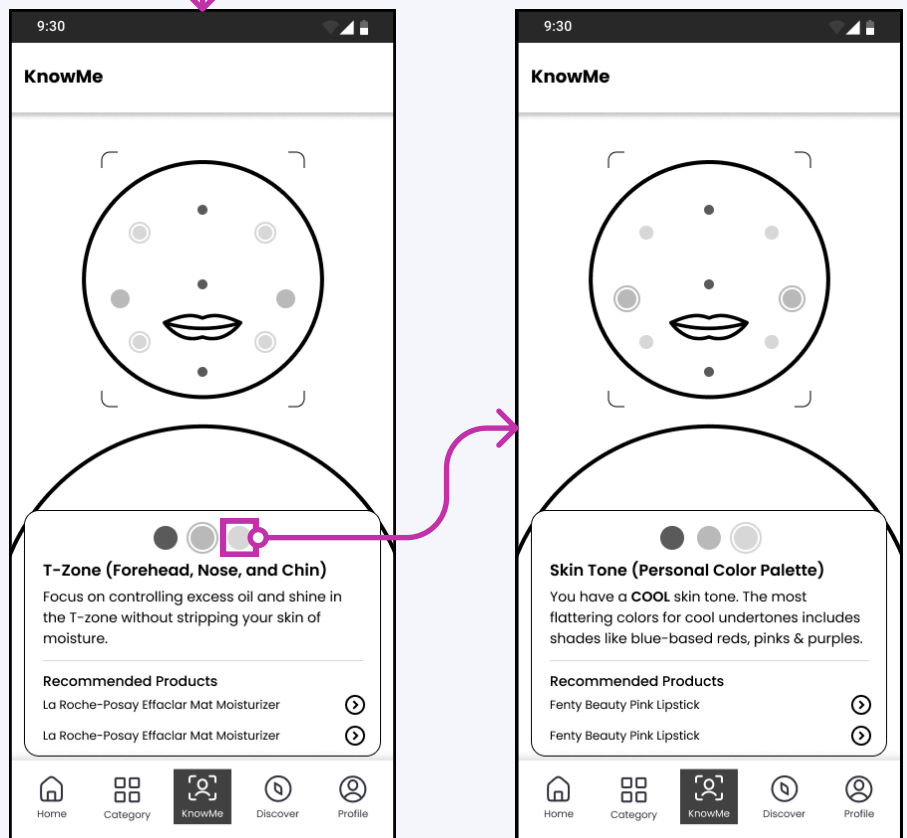 9:30
KnowMe
T-Zone (Forehead, Nose, and Chin)
Focus on controlling excess oil and shine in
the T-zone without stripping your skin of
moisture.
Recommended Products
La Roche-Posay Effaclar Mat Moisturizer
La Roche-Posay Effaclar Mat Moisturizer
Home Category KnowMe Discover Profile
9:30
KnowMe
Skin Tone (Personal Color Palette)
You have a COOL skin tone. The most
flattering colors for cool undertones includes
shades like blue-based reds, pinks & purples.
Recommended Products
Fenty Beauty Pink Lipstick
Fenty Beauty Pink Lipstick
Home Category KnowMe Discover Profile